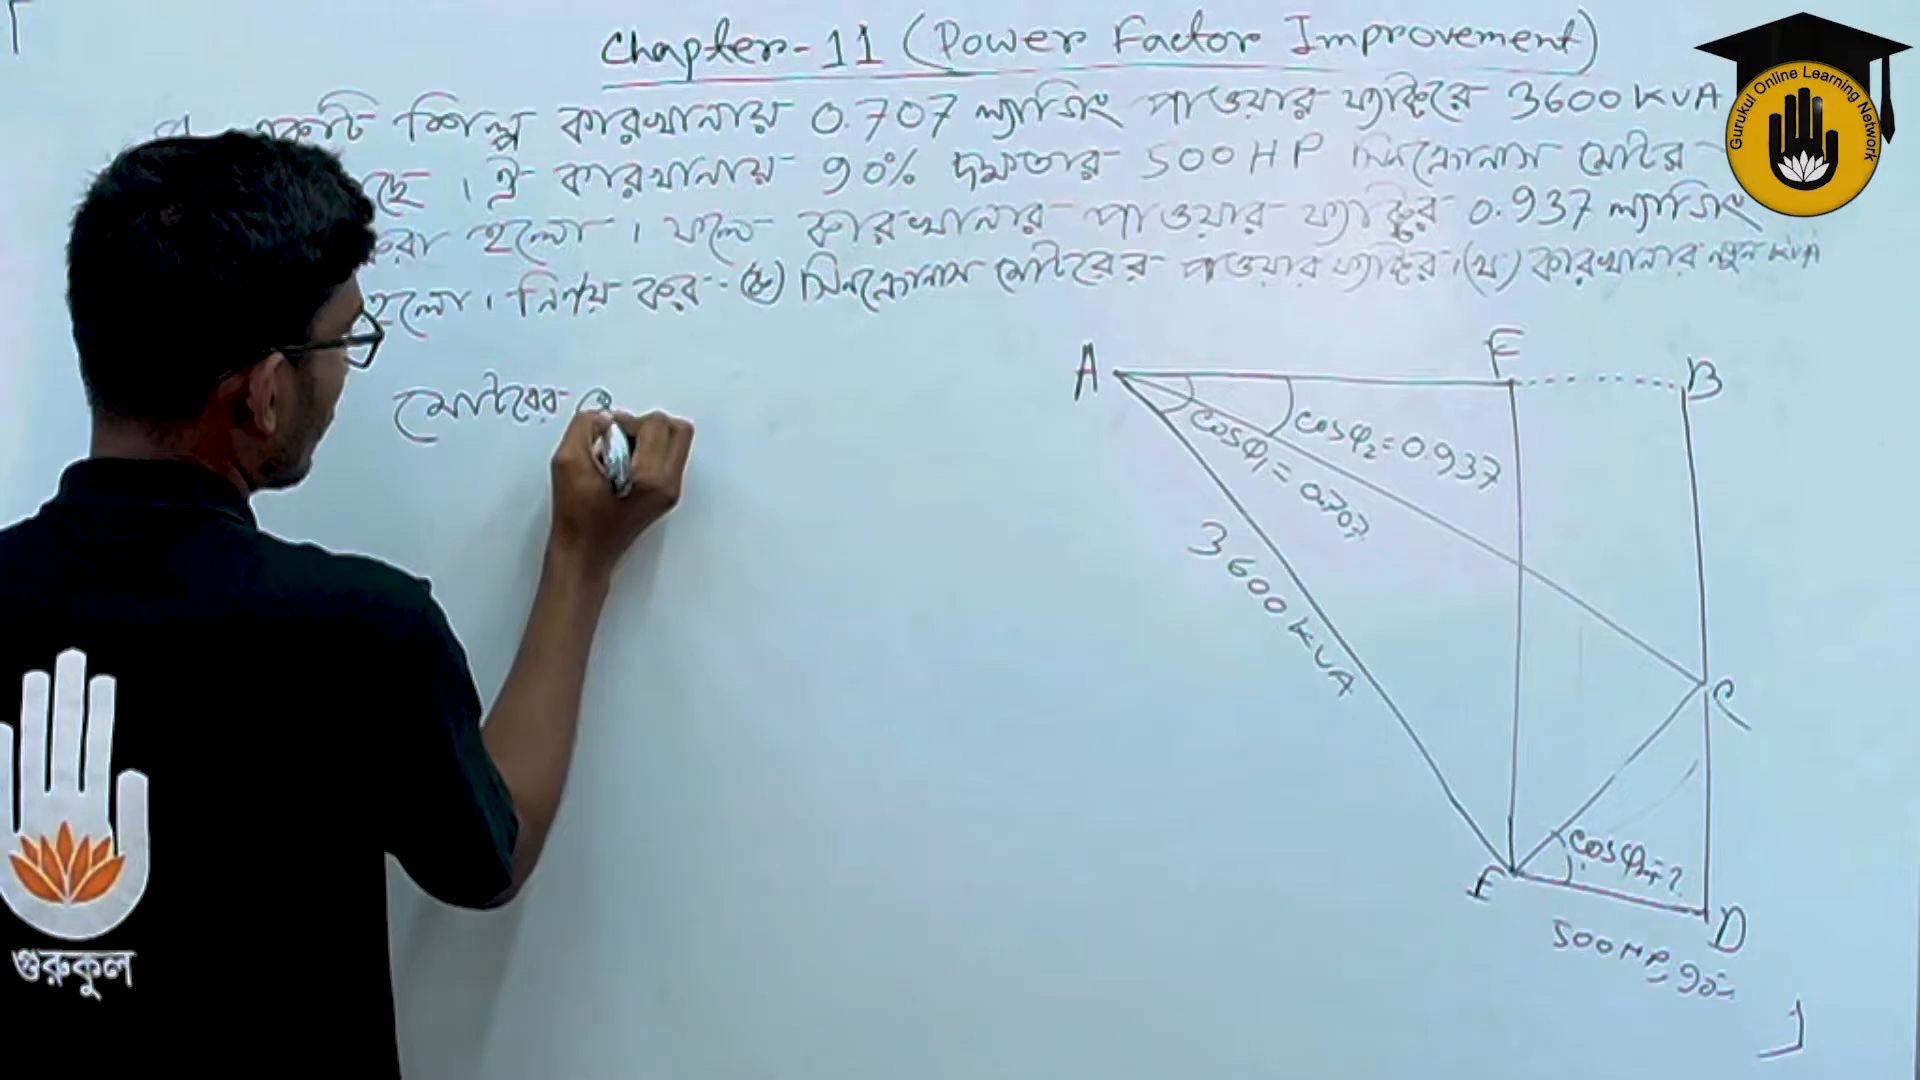 Chapter-11 (Power Factor Improvement)
একটি শিল্প কারখানায় 0.707 ল্যাগিং পাওয়ার ফ্যাক্টরে 3600 KVA
ঐ কারখানায় 90% দক্ষতার 500 HP সিনক্রোনাস মোটর
করা হলো। ফলে কারখানার পাওয়ার ফ্যাক্টর 0.937 ল্যাগিং
হলো। নির্ণয় কর- (ক) সিনক্রোনাস মোটরের পাওয়ার ফ্যাক্টর। (খ) কারখানার নতুন KVA
মোটরের
A
F
B
cosφ₂ = 0.937
cosφ₁ = 0.707
3600 KVA
C
cosφm = ?
E
D
500 HP, 90%
Gurukul Online Learning Network
গুরুকুল